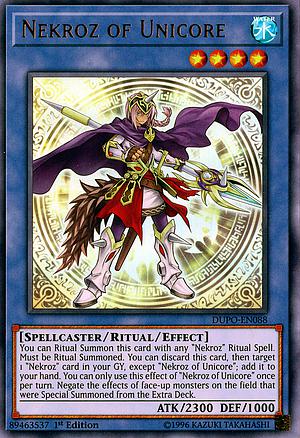 NEKROZ OF UNICORE
WATER
水
DUPO-EN088
[SPELLCASTER/RITUAL/EFFECT]
You can Ritual Summon this card with any "Nekroz" Ritual Spell.
Must be Ritual Summoned. You can discard this card, then target
1 "Nekroz" card in your GY, except "Nekroz of Unicore"; add it to
your hand. You can only use this effect of "Nekroz of Unicore" once
per turn. Negate the effects of face-up monsters on the field that
were Special Summoned from the Extra Deck.
ATK/2300 DEF/1000
89463537 1st Edition ©1996 KAZUKI TAKAHASHI